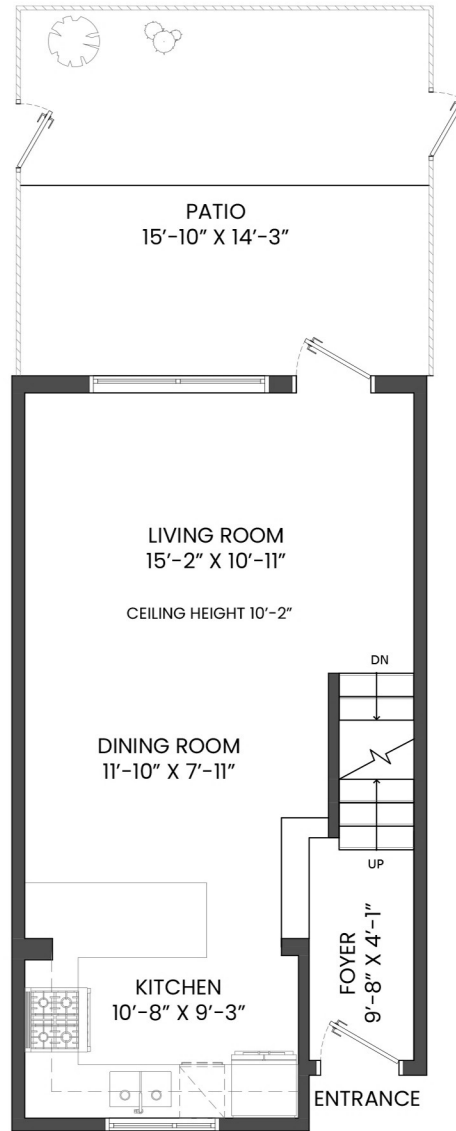 PATIO
15’-10” X 14’-3”
LIVING ROOM
15’-2” X 10’-11”
CEILING HEIGHT 10’-2”
DN
DINING ROOM
11’-10” X 7’-11”
UP
FOYER
9’-8” X 4’-1”
KITCHEN
10’-8” X 9’-3”
ENTRANCE